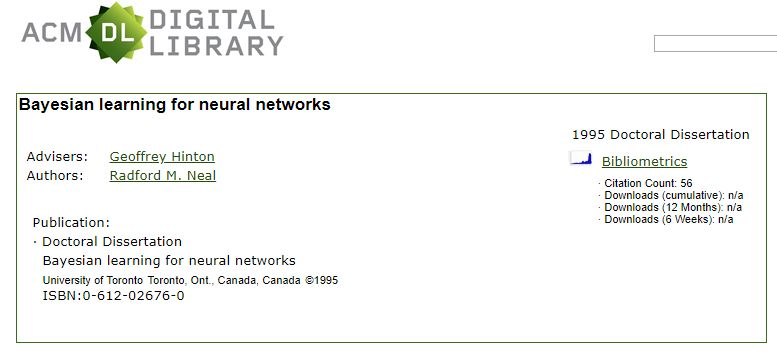 ACM DL DIGITAL
LIBRARY
Bayesian learning for neural networks
1995 Doctoral Dissertation
Advisers: Geoffrey Hinton
Authors: Radford M. Neal
Bibliometrics
· Citation Count: 56
· Downloads (cumulative): n/a
· Downloads (12 Months): n/a
· Downloads (6 Weeks): n/a
Publication:
· Doctoral Dissertation
Bayesian learning for neural networks
University of Toronto Toronto, Ont., Canada, Canada ©1995
ISBN:0-612-02676-0